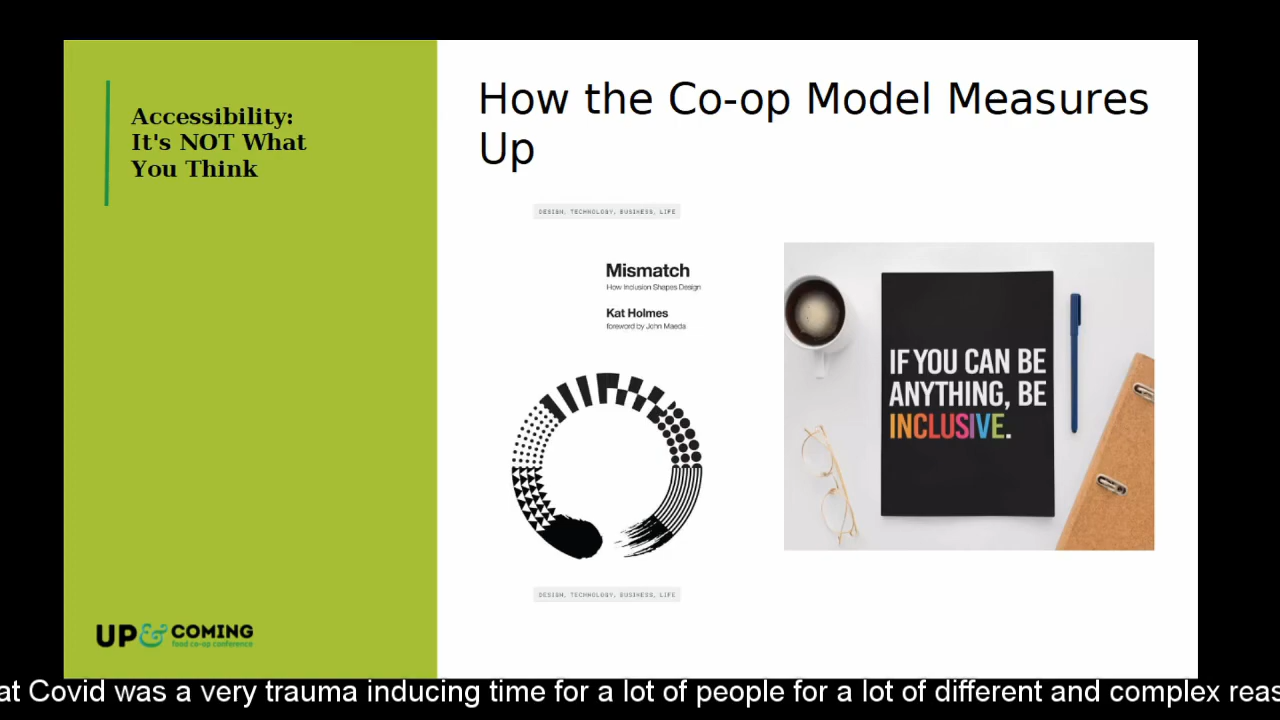 Accessibility:
It's NOT What
You Think
How the Co-op Model Measures
Up
DESIGN, TECHNOLOGY, BUSINESS, LIFE
Mismatch
How Inclusion Shapes Design
Kat Holmes
foreword by John Maeda
IF YOU CAN BE
ANYTHING, BE
INCLUSIVE.
DESIGN, TECHNOLOGY, BUSINESS, LIFE
UP & COMING
food co-op conference
at Covid was a very trauma inducing time for a lot of people for a lot of different and complex reas